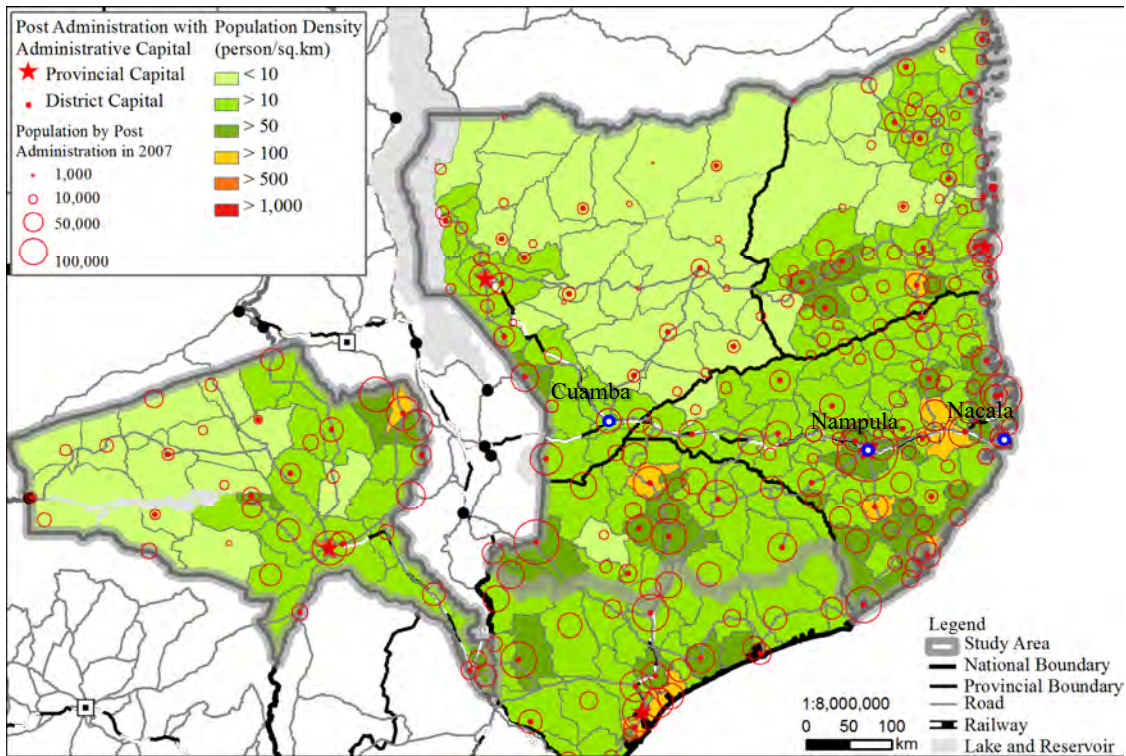 Post Administration with
Administrative Capital
Provincial Capital
District Capital
Population by Post
Administration in 2007
1,000
10,000
50,000
100,000
Population Density
(person/sq.km)
< 10
> 10
> 50
> 100
> 500
> 1,000
Cuamba
Nampula
Nacala
Legend
Study Area
National Boundary
Provincial Boundary
Road
Railway
Lake and Reservoir
1:8,000,000
0 50 100
km